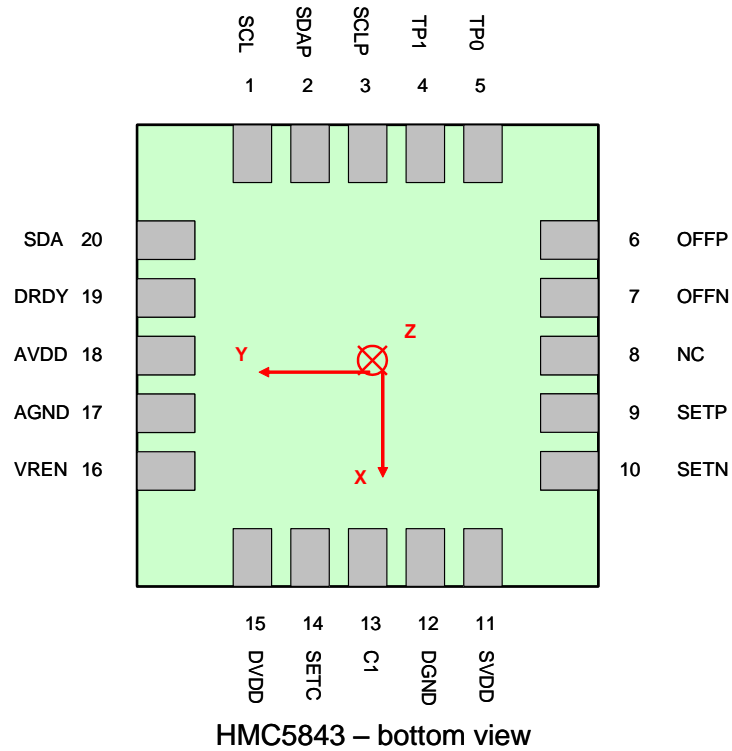 SCL SDAP SCLP TP1 TP0
1 2 3 4 5
SDA 20
6 OFFP
DRDY 19
7 OFFN
AVDD 18
8 NC
AGND 17
9 SETP
VREN 16
10 SETN
Z
Y
X
15 14 13 12 11
DVDD SETC C1 DGND SVDD
HMC5843 – bottom view